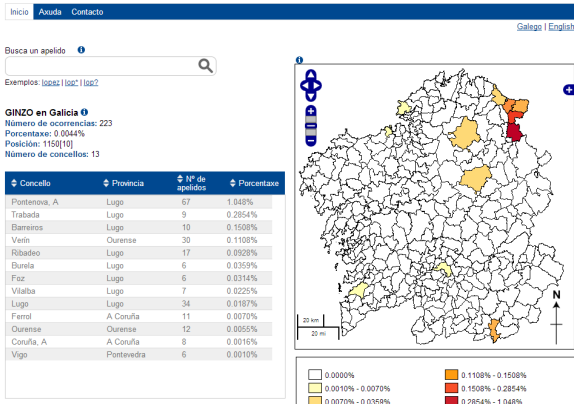 Inicio Axuda Contacto
Galego | English
Busca un apelido
Exemplos: lopez | lop* | lop?
GINZO en Galicia
Número de ocorrencias: 223
Porcentaxe: 0.0044%
Posición: 1150[10]
Número de concellos: 13
Concello Provincia Nº de apelidos Porcentaxe
Pontenova, A Lugo 67 1.048%
Trabada Lugo 9 0.2854%
Barreiros Lugo 10 0.1508%
Verín Ourense 30 0.1108%
Ribadeo Lugo 17 0.0928%
Burela Lugo 6 0.0359%
Foz Lugo 6 0.0314%
Vilalba Lugo 7 0.0225%
Lugo Lugo 34 0.0187%
Ferrol A Coruña 11 0.0070%
Ourense Ourense 12 0.0055%
Coruña, A A Coruña 8 0.0016%
Vigo Pontevedra 6 0.0010%
N
20 km
20 mi
0.0000% 0.1108% - 0.1508%
0.0010% - 0.0070% 0.1508% - 0.2854%
0.0070% - 0.0359% 0.2854% - 1.048%